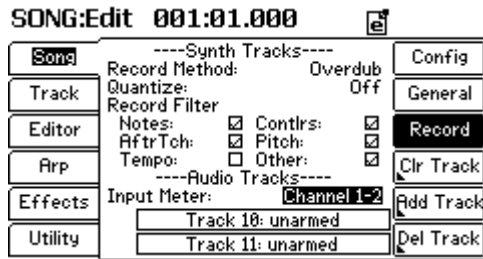 SONG:Edit 001:01.000 e
Song
Track
Editor
Arp
Effects
Utility
----Synth Tracks----
Record Method: Overdub
Quantize: Off
Record Filter
Notes: ☑ Contlrs: ☑
AftrTch: ☑ Pitch: ☑
Tempo: ☐ Other: ☑
----Audio Tracks----
Input Meter: Channel 1-2
Track 10: unarmed
Track 11: unarmed
Config
General
Record
Clr Track
Add Track
Del Track